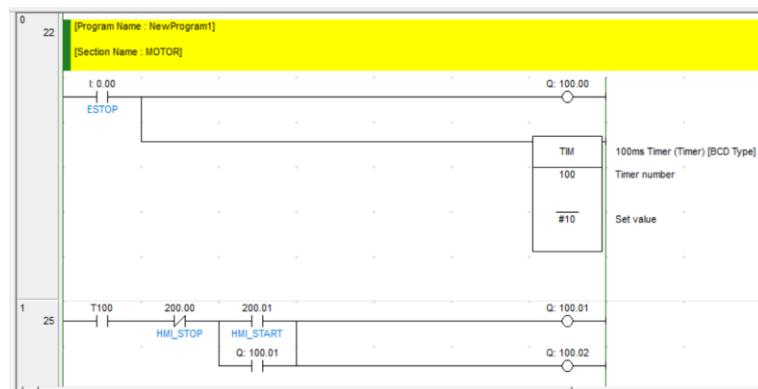 0
22
[Program Name : NewProgram1]
[Section Name : MOTOR]
I: 0.00
Q: 100.00
ESTOP
TIM
100ms Timer (Timer) [BCD Type]
100
Timer number
#10
Set value
1
25
T100
200.00
200.01
Q: 100.01
HMI_STOP
HMI_START
Q: 100.01
Q: 100.02